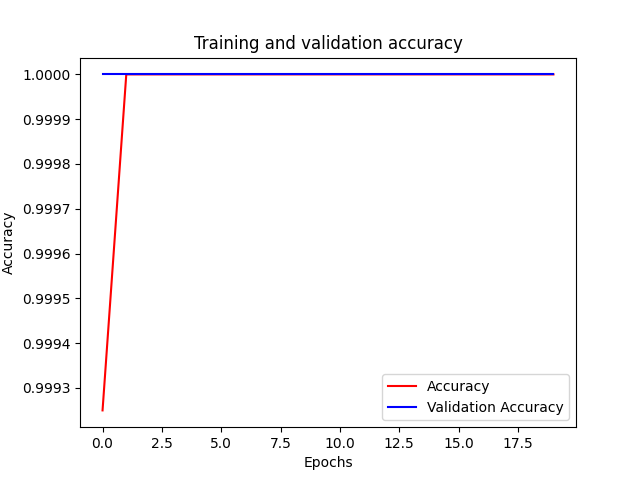 Training and validation accuracy
1.0000
0.9999
0.9998
0.9997
0.9996
0.9995
0.9994
0.9993
Accuracy
Accuracy
Validation Accuracy
0.0 2.5 5.0 7.5 10.0 12.5 15.0 17.5
Epochs